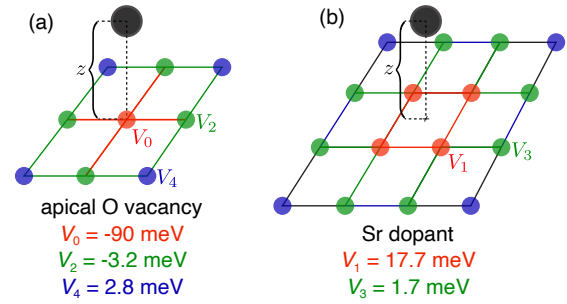 (a)
z
V0
V2
V4
apical O vacancy
V0 = -90 meV
V2 = -3.2 meV
V4 = 2.8 meV
(b)
z
V1
V3
Sr dopant
V1 = 17.7 meV
V3 = 1.7 meV